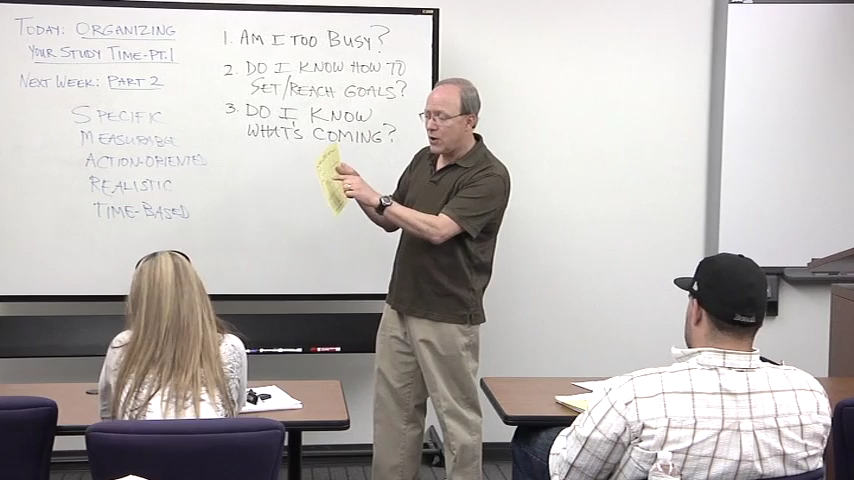 TODAY: ORGANIZING
YOUR STUDY TIME-PT.1
NEXT WEEK: PART 2
SPECIFIC
MEASURABLE
ACTION-ORIENTED
REALISTIC
TIME-BASED
1. AM I TOO BUSY?
2. DO I KNOW HOW TO
SET/REACH GOALS?
3. DO I KNOW
WHAT'S COMING?